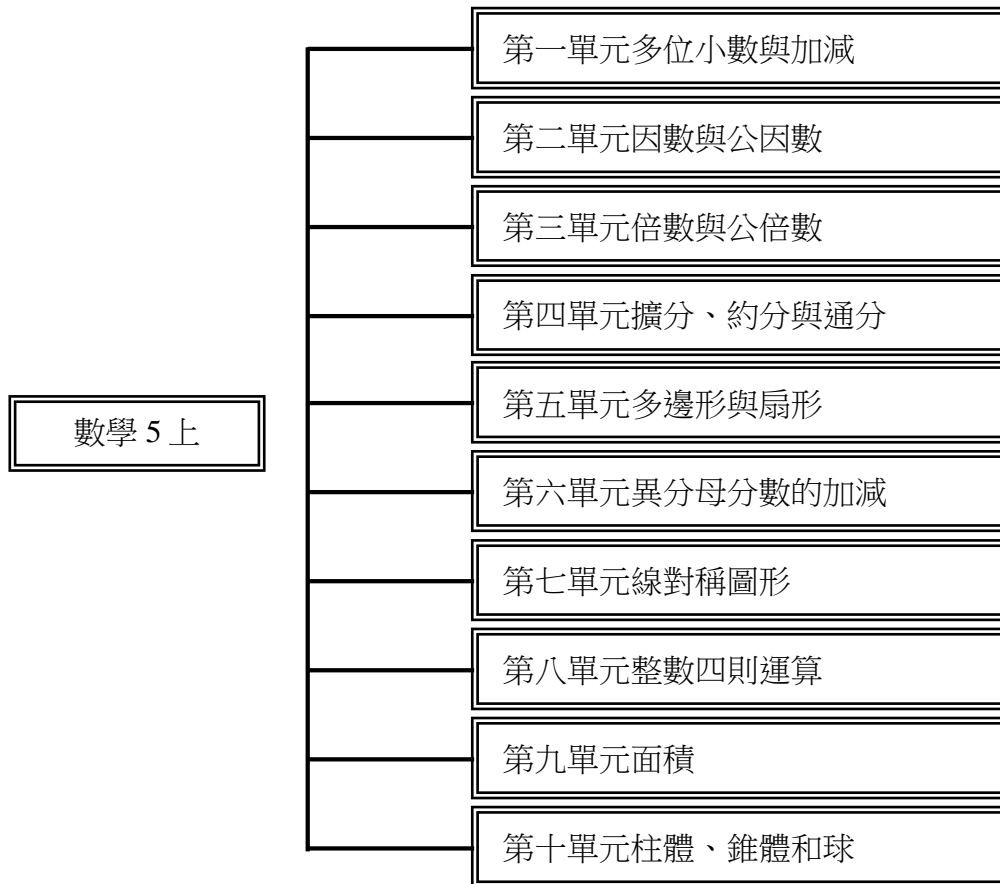 第一單元多位小數與加減
第二單元因數與公因數
第三單元倍數與公倍數
第四單元擴分、約分與通分
數學 5 上
第五單元多邊形與扇形
第六單元異分母分數的加減
第七單元線對稱圖形
第八單元整數四則運算
第九單元面積
第十單元柱體、錐體和球